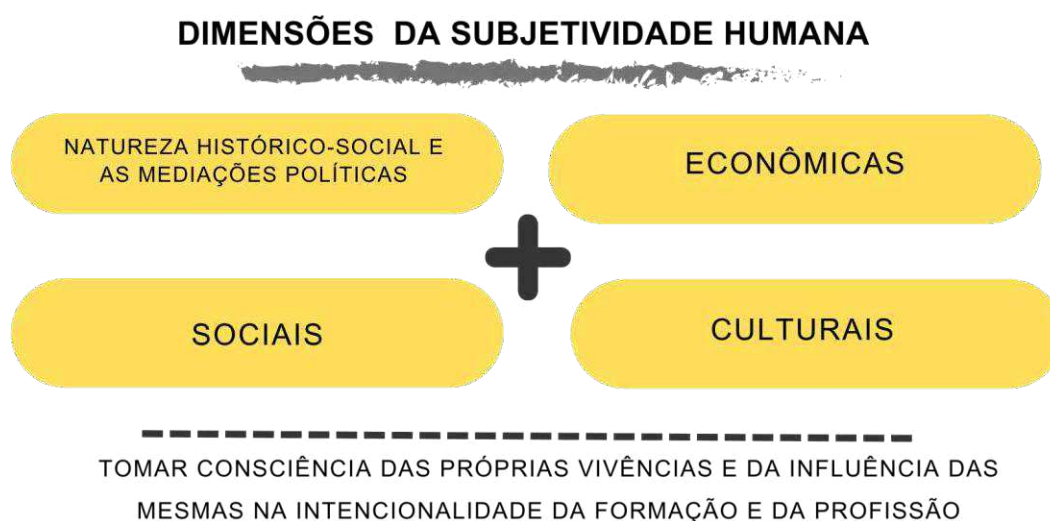 DIMENSÕES DA SUBJETIVIDADE HUMANA
NATUREZA HISTÓRICO-SOCIAL E
AS MEDIAÇÕES POLÍTICAS
ECONÔMICAS
SOCIAIS
CULTURAIS
TOMAR CONSCIÊNCIA DAS PRÓPRIAS VIVÊNCIAS E DA INFLUÊNCIA DAS
MESMAS NA INTENCIONALIDADE DA FORMAÇÃO E DA PROFISSÃO